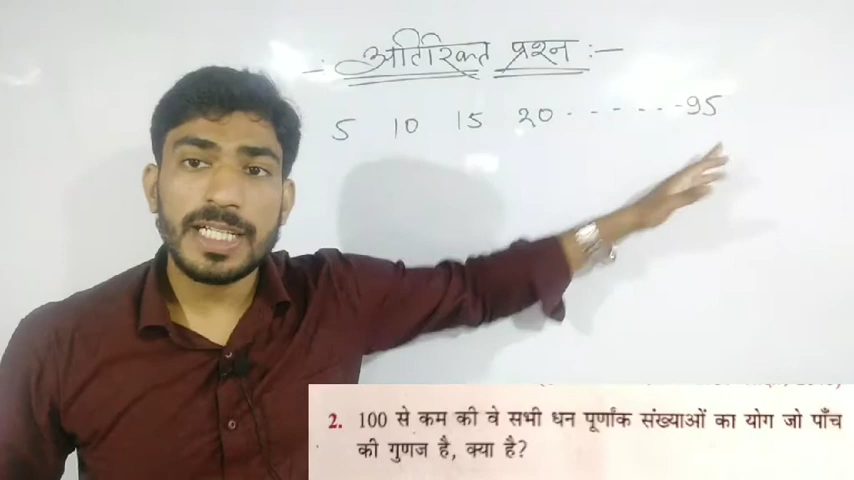 -: अतिरिक्त प्रश्न :-
5 10 15 20 - - - - - - - 95
2. 100 से कम की वे सभी धन पूर्णांक संख्याओं का योग जो पाँच
की गुणज है, क्या है?